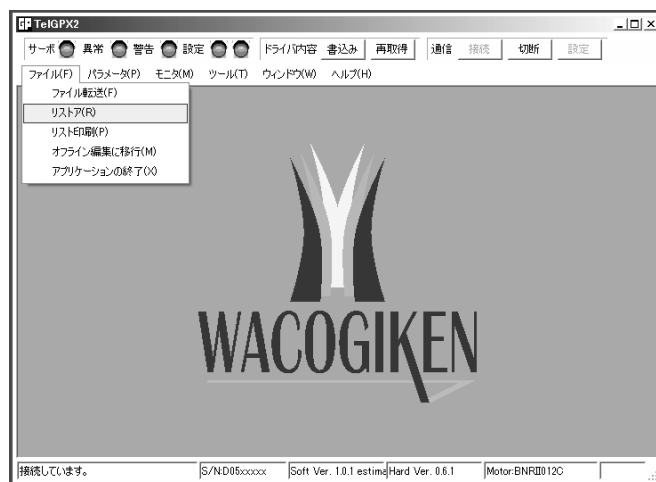 TelGPX2
サーボ 異常 警告 設定 ドライバ内容 書込み 再取得 通信 接続 切断 設定
ファイル(F) パラメータ(P) モニタ(M) ツール(T) ウィンドウ(W) ヘルプ(H)
ファイル転送(F)
リストア(R)
リスト印刷(P)
オフライン編集に移行(M)
アプリケーションの終了(X)
WACOGIKEN
接続しています。 S/N:D05xxxxx Soft Ver. 1.0.1 estima Hard Ver. 0.6.1 Motor:BNRⅡ012C